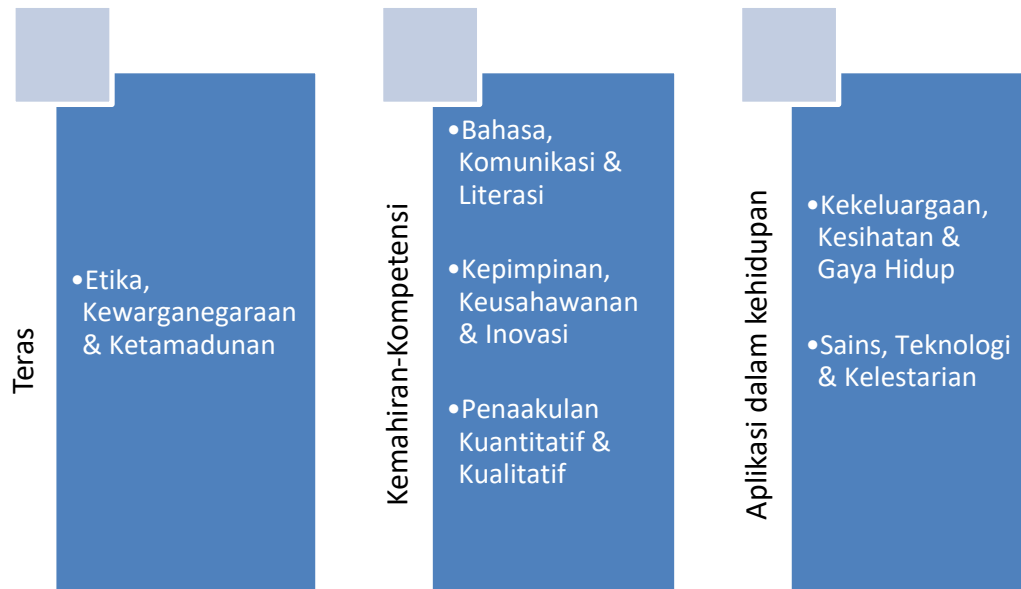 Teras
•Etika,
Kewarganegaraan
& Ketamadunan
Kemahiran-Kompetensi
•Bahasa,
Komunikasi &
Literasi
•Kepimpinan,
Keusahawanan
& Inovasi
•Penaakulan
Kuantitatif &
Kualitatif
Aplikasi dalam kehidupan
•Kekeluargaan,
Kesihatan &
Gaya Hidup
•Sains, Teknologi
& Kelestarian